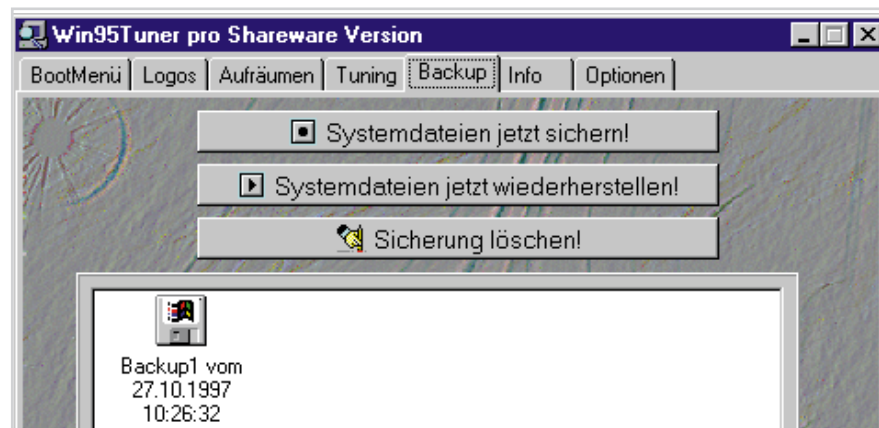 Win95Tuner pro Shareware Version
BootMenü Logos Aufräumen Tuning Backup Info Optionen
Systemdateien jetzt sichern!
Systemdateien jetzt wiederherstellen!
Sicherung löschen!
Backup1 vom
27.10.1997
10:26:32